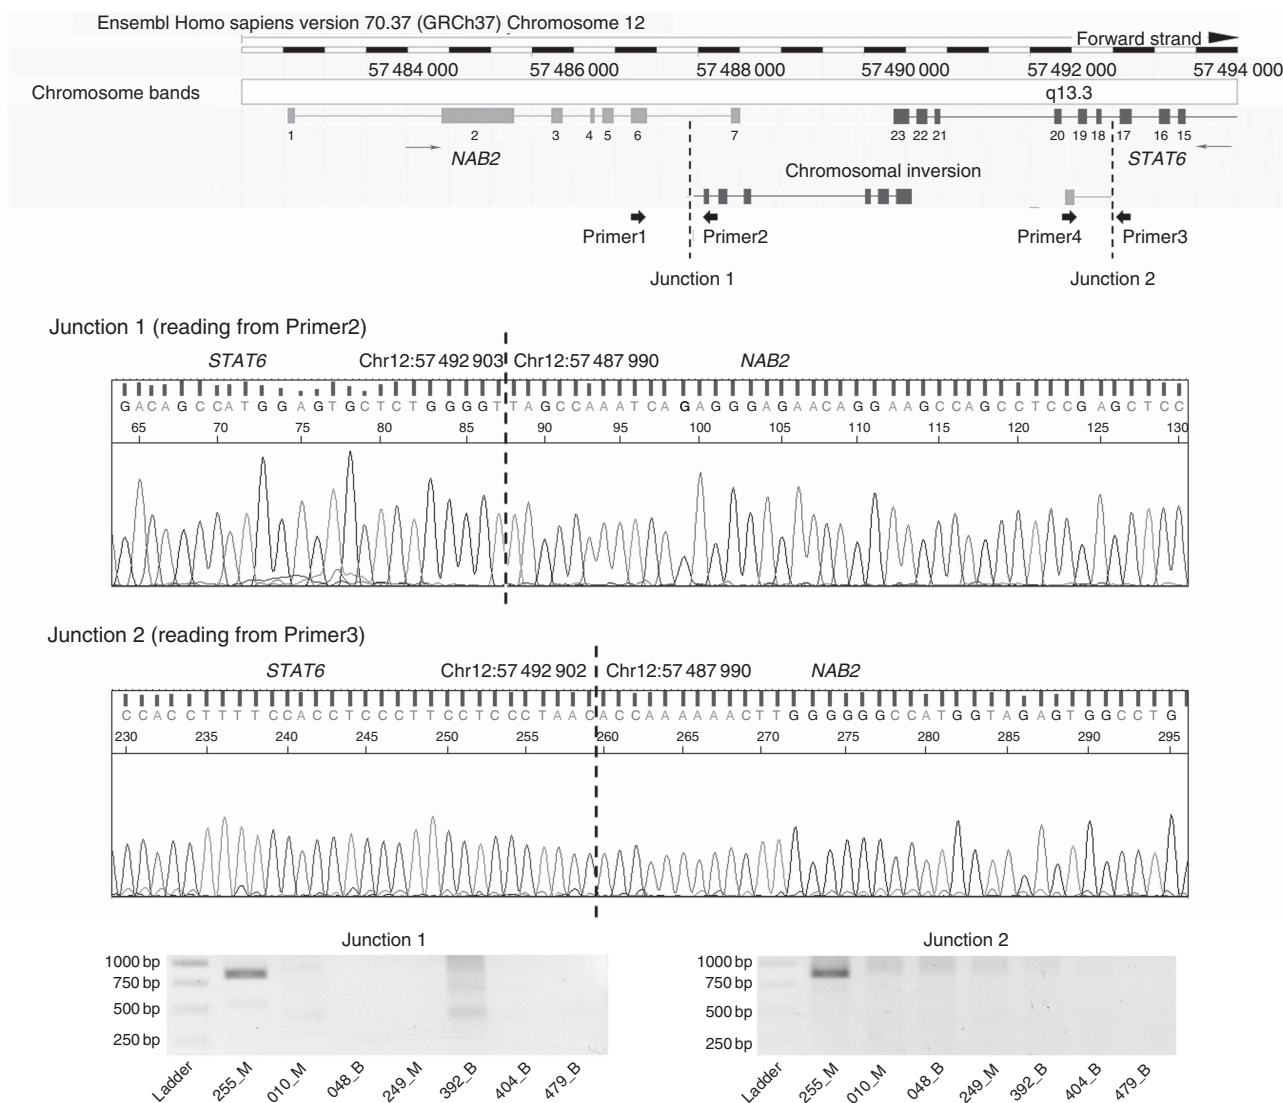 Ensembl Homo sapiens version 70.37 (GRCh37) Chromosome 12
Forward strand
57 484 000 57 486 000 57 488 000 57 490 000 57 492 000 57 494 000
Chromosome bands q13.3
1 2 3 4 5 6 7 23 22 21 20 19 18 17 16 15
NAB2 STAT6
Chromosomal inversion
Primer1 Primer2 Primer4 Primer3
Junction 1 Junction 2
Junction 1 (reading from Primer2)
STAT6 Chr12:57 492 903 Chr12:57 487 990 NAB2
GACAGCCATGGAGTGCTCTGGGGTTAGCCAAATCAGAGGGAGAACAGGAAGCCAGCCTCCGAGCTCC
65 70 75 80 85 90 95 100 105 110 115 120 125 130
Junction 2 (reading from Primer3)
STAT6 Chr12:57 492 902 Chr12:57 487 990 NAB2
CCACCTTTTCCACCTCCCTTCCTCCCTAACACCAAAAAACTTGGGGGGCCATGGTAGAGTGGCCTG
230 235 240 245 250 255 260 265 270 275 280 285 290 295
Junction 1 Junction 2
1000 bp 1000 bp
750 bp 750 bp
500 bp 500 bp
250 bp 250 bp
Ladder 255_M 010_M 048_B 249_M 392_B 404_B 479_B Ladder 255_M 010_M 048_B 249_M 392_B 404_B 479_B